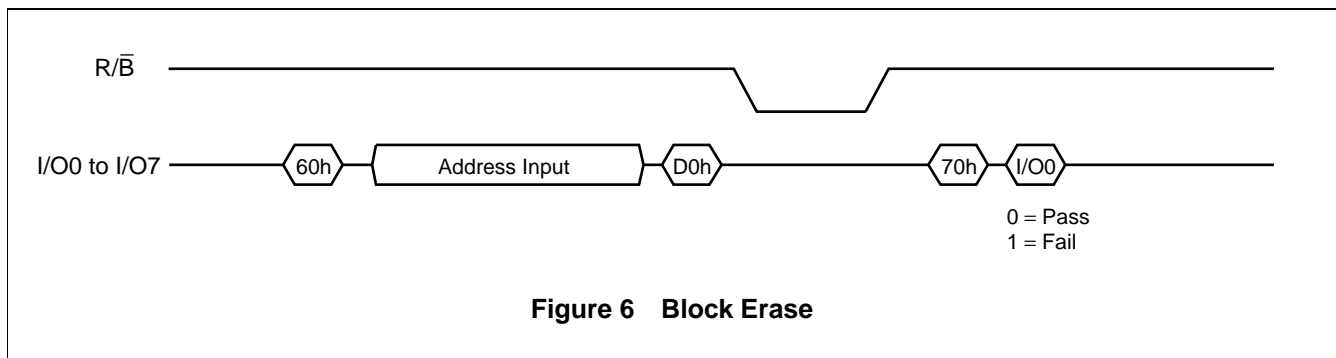 R/B̅
I/O0 to I/O7 60h Address Input D0h 70h I/O0
0 = Pass
1 = Fail
Figure 6 Block Erase